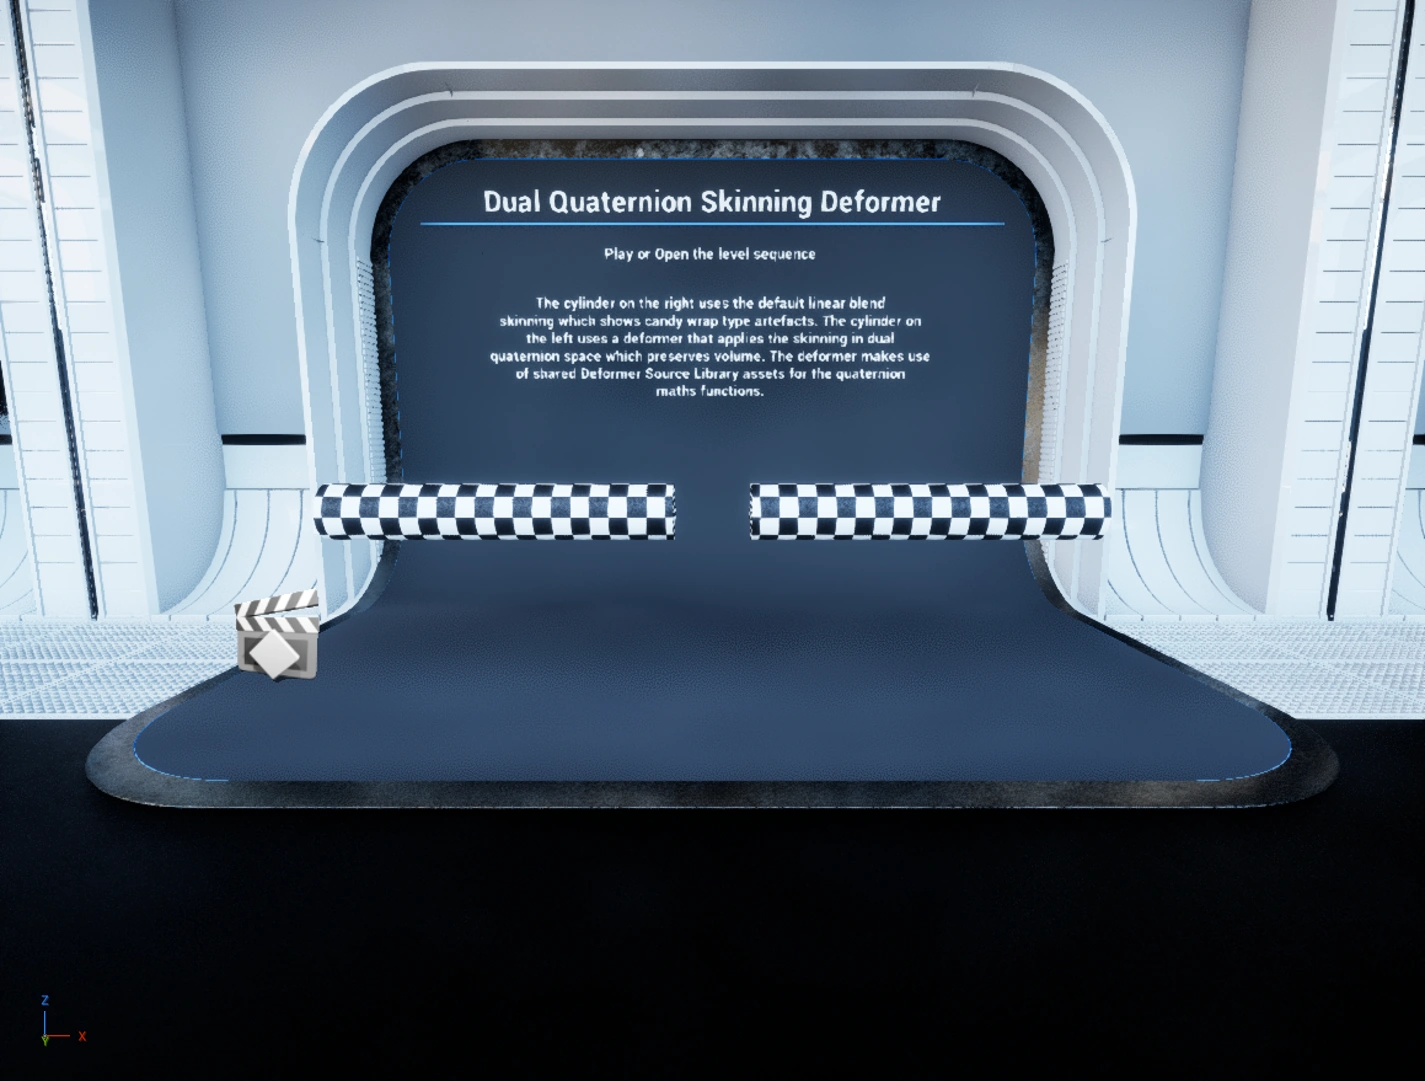 Dual Quaternion Skinning Deformer
Play or Open the level sequence
The cylinder on the right uses the default linear blend
skinning which shows candy wrap type artefacts. The cylinder on
the left uses a deformer that applies the skinning in dual
quaternion space which preserves volume. The deformer makes use
of shared Deformer Source Library assets for the quaternion
maths functions.
Z
X
Y